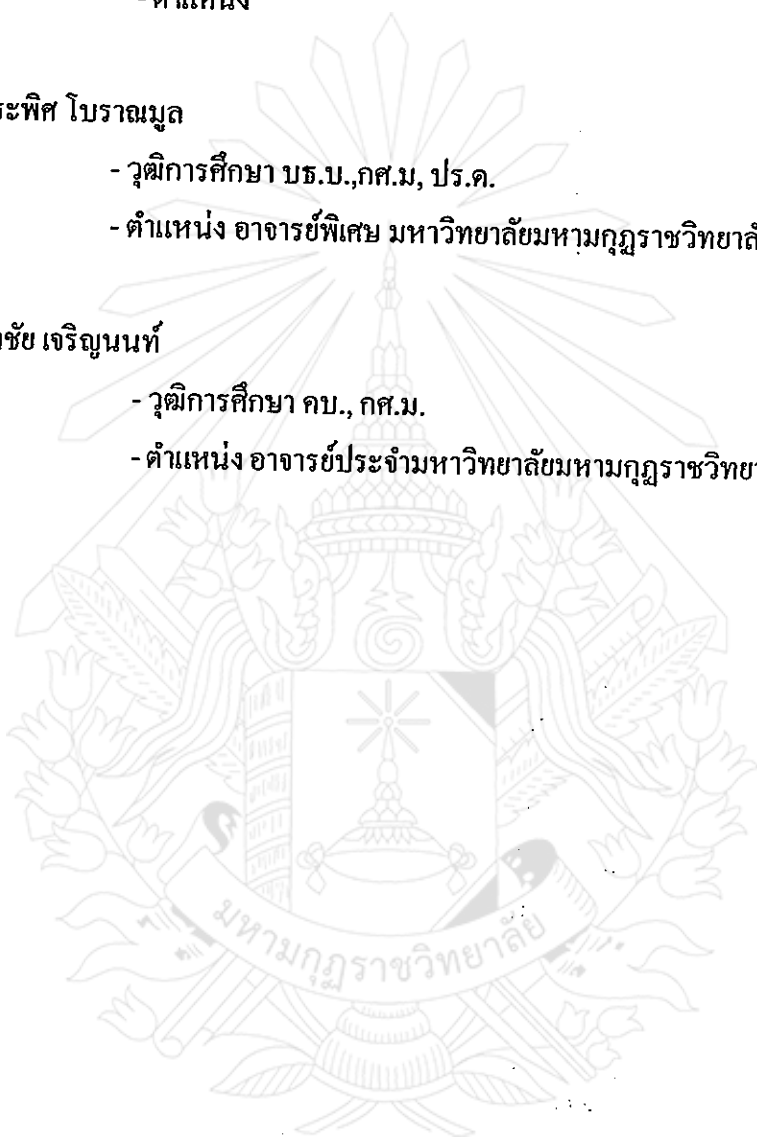 - ตำแหน่ง
ระพิศ โบราณมูล
- วุฒิการศึกษา บธ.บ.,กศ.ม, ปร.ด.
- ตำแหน่ง อาจารย์พิเศษ มหาวิทยาลัยมหามกุฏราชวิทยาลั
ชัย เจริญนนท์
- วุฒิการศึกษา คบ., กศ.ม.
- ตำแหน่ง อาจารย์ประจำมหาวิทยาลัยมหามกุฏราชวิทยา
มหามกุฏราชวิทยาลัย